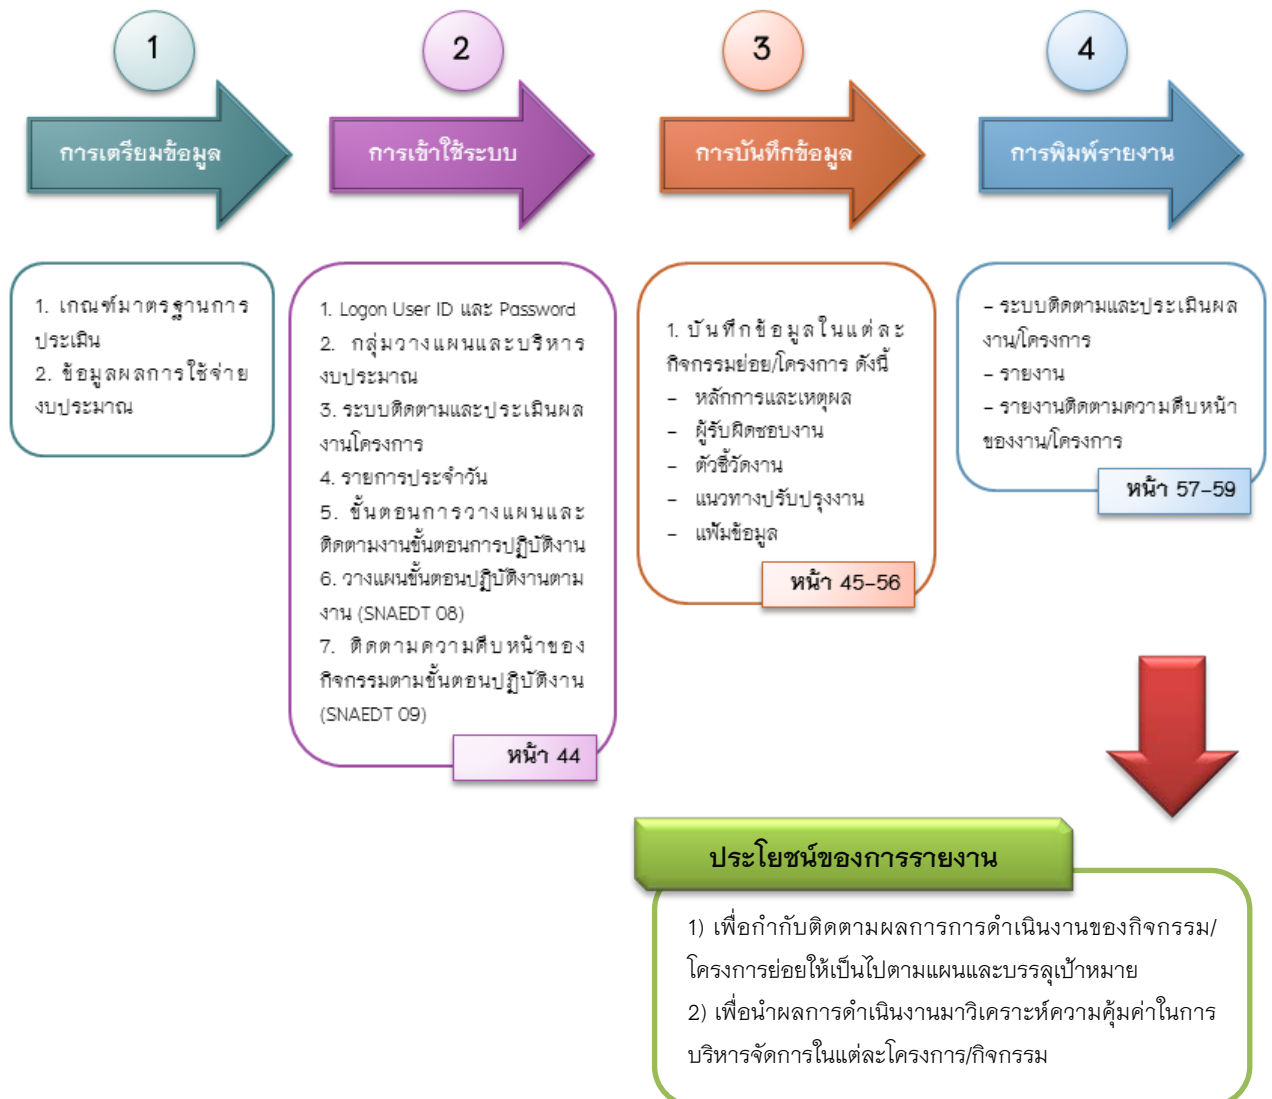 1
การเตรียมข้อมูล
1. เกณฑ์มาตรฐานการ
ประเมิน
2. ข้อมูลผลการใช้จ่าย
งบประมาณ
2
การเข้าใช้ระบบ
1. Logon User ID และ Password
2. กลุ่มวางแผนและบริหาร
งบประมาณ
3. ระบบติดตามและประเมินผล
งานโครงการ
4. รายการประจำวัน
5. ขั้นตอนการวางแผนและ
ติดตามงานขั้นตอนการปฏิบัติงาน
6. วางแผนขั้นตอนปฏิบัติงานตาม
งาน (SNAEDT 08)
7. ติดตามความคืบหน้าของ
กิจกรรมตามขั้นตอนปฏิบัติงาน
(SNAEDT 09)
หน้า 44
3
การบันทึกข้อมูล
1. บันทึกข้อมูลในแต่ละ
กิจกรรมย่อย/โครงการ ดังนี้
– หลักการและเหตุผล
– ผู้รับผิดชอบงาน
– ตัวชี้วัดงาน
– แนวทางปรับปรุงงาน
– แฟ้มข้อมูล
หน้า 45–56
4
การพิมพ์รายงาน
– ระบบติดตามและประเมินผล
งาน/โครงการ
– รายงาน
– รายงานติดตามความคืบหน้า
ของงาน/โครงการ
หน้า 57–59
ประโยชน์ของการรายงาน
1) เพื่อกำกับติดตามผลการการดำเนินงานของกิจกรรม/
โครงการย่อยให้เป็นไปตามแผนและบรรลุเป้าหมาย
2) เพื่อนำผลการดำเนินงานมาวิเคราะห์ความคุ้มค่าในการ
บริหารจัดการในแต่ละโครงการ/กิจกรรม